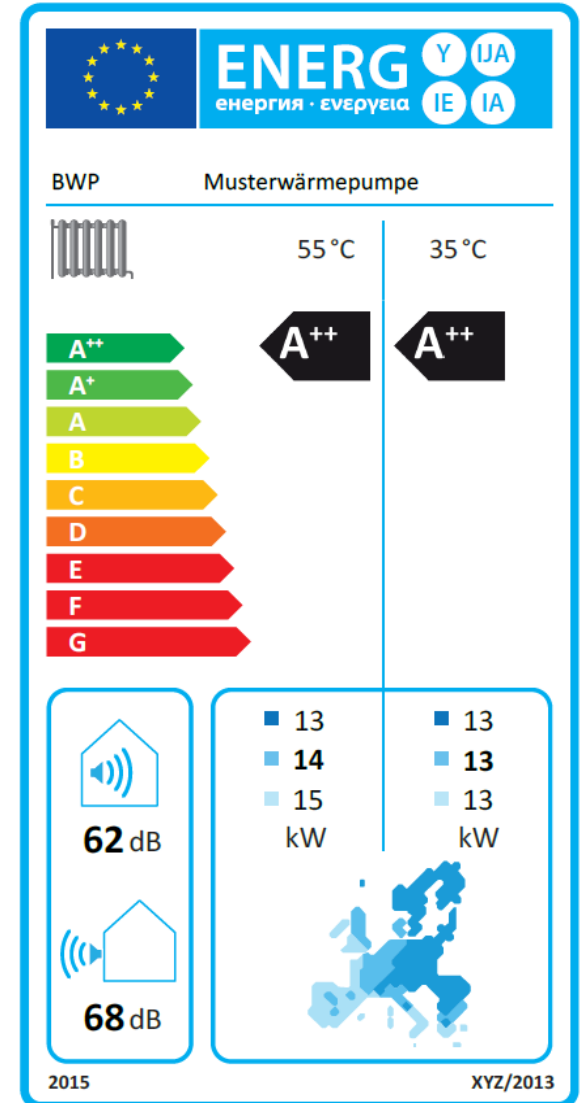 ENERG Y IJA
енергия · ενεργεια IE IA
BWP Musterwärmepumpe
55 °C 35 °C
A++ A++
A++
A+
A
B
C
D
E
F
G
62 dB
68 dB
13 13
14 13
15 13
kW kW
2015 XYZ/2013